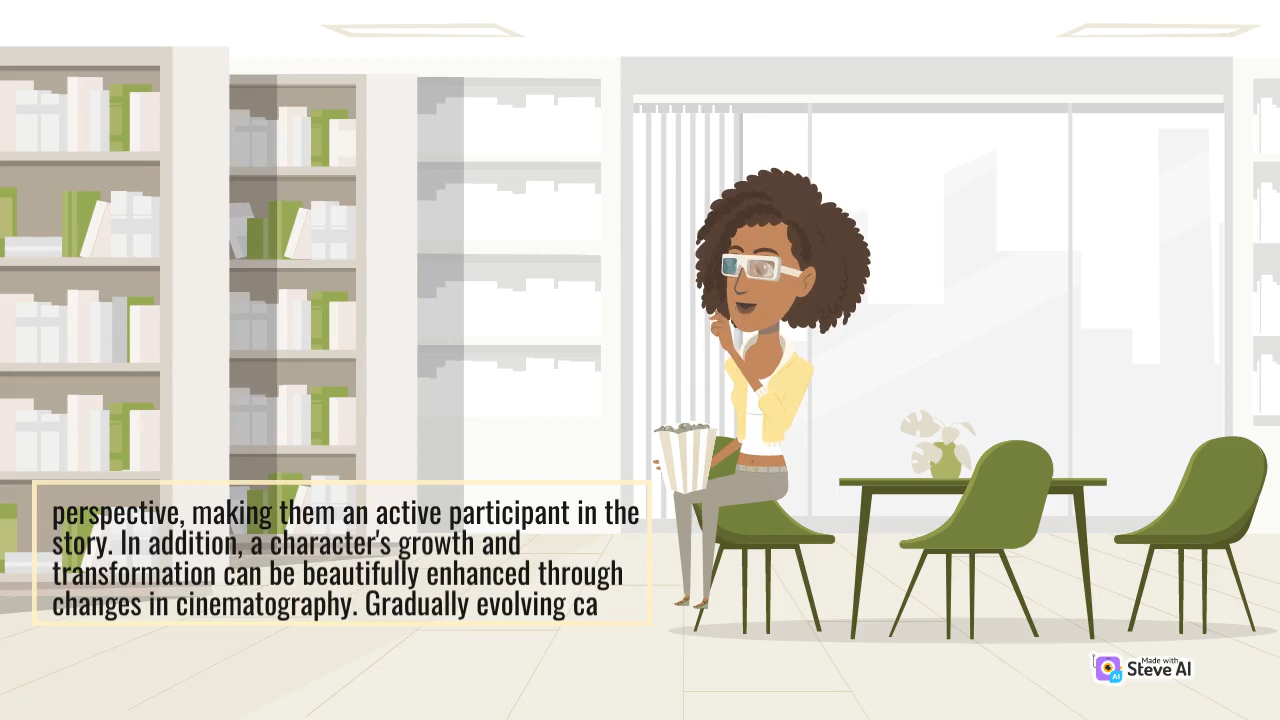 perspective, making them an active participant in the
story. In addition, a character's growth and
transformation can be beautifully enhanced through
changes in cinematography. Gradually evolving ca
Made with
Steve AI
AI